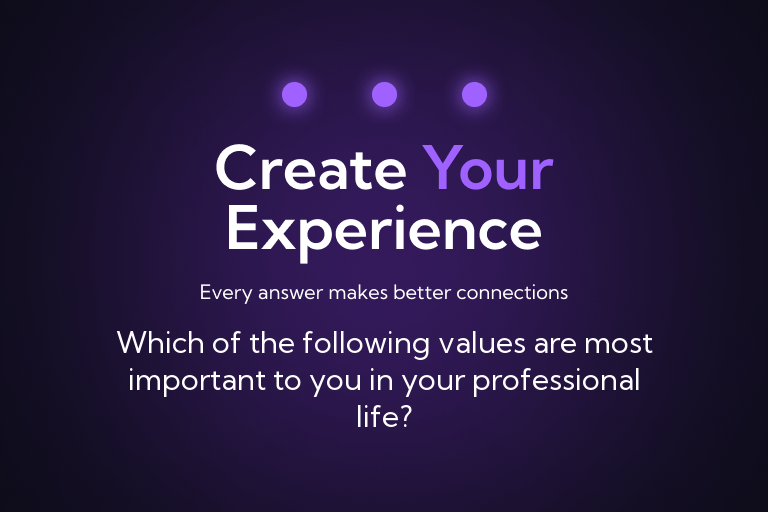 Create Your
Experience
Every answer makes better connections
Which of the following values are most
important to you in your professional
life?